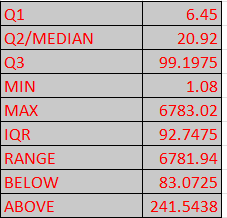 Q1 6.45
Q2/MEDIAN 20.92
Q3 99.1975
MIN 1.08
MAX 6783.02
IQR 92.7475
RANGE 6781.94
BELOW 83.0725
ABOVE 241.5438